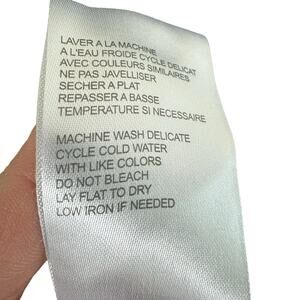 LAVER A LA MACHINE
A L'EAU FROIDE CYCLE DELICAT
AVEC COULEURS SIMILAIRES
NE PAS JAVELLISER
SECHER A PLAT
REPASSER A BASSE
TEMPERATURE SI NECESSAIRE
MACHINE WASH DELICATE
CYCLE COLD WATER
WITH LIKE COLORS
DO NOT BLEACH
LAY FLAT TO DRY
LOW IRON IF NEEDED